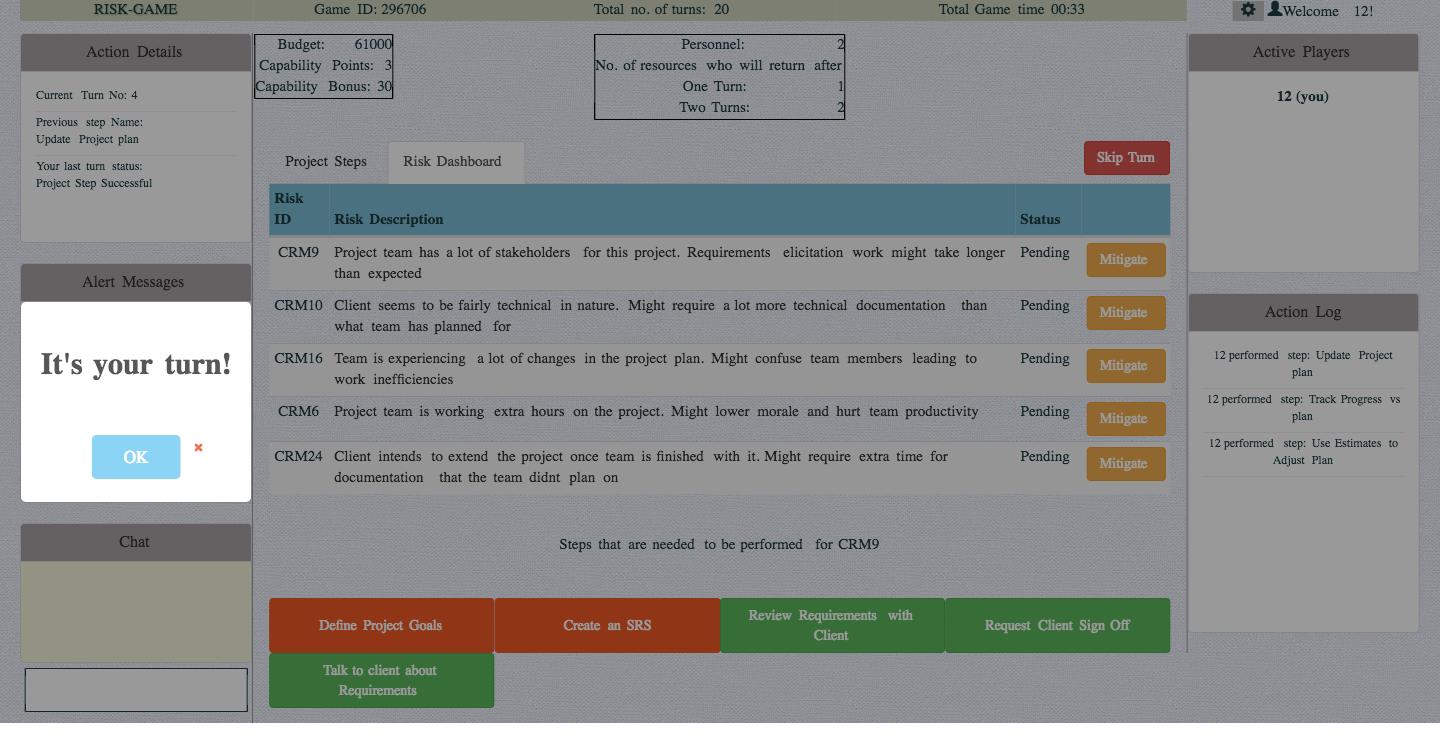 RISK-GAME Game ID: 296706 Total no. of turns: 20 Total Game time 00:33 Welcome 12!
Action Details
Current Turn No: 4
Previous step Name:
Update Project plan
Your last turn status:
Project Step Successful
Alert Messages
It's your turn!
OK
Chat
Budget: 61000
Capability Points: 3
Capability Bonus: 30
Personnel: 2
No. of resources who will return after
One Turn: 1
Two Turns: 2
Project Steps Risk Dashboard Skip Turn
Risk
ID Risk Description Status
CRM9 Project team has a lot of stakeholders for this project. Requirements elicitation work might take longer Pending Mitigate
than expected
CRM10 Client seems to be fairly technical in nature. Might require a lot more technical documentation than Pending Mitigate
what team has planned for
CRM16 Team is experiencing a lot of changes in the project plan. Might confuse team members leading to Pending Mitigate
work inefficiencies
CRM6 Project team is working extra hours on the project. Might lower morale and hurt team productivity Pending Mitigate
CRM24 Client intends to extend the project once team is finished with it. Might require extra time for Pending Mitigate
documentation that the team didnt plan on
Steps that are needed to be performed for CRM9
Define Project Goals
Create an SRS
Review Requirements with
Client
Request Client Sign Off
Talk to client about
Requirements
Active Players
12 (you)
Action Log
12 performed step: Update Project
plan
12 performed step: Track Progress vs
plan
12 performed step: Use Estimates to
Adjust Plan